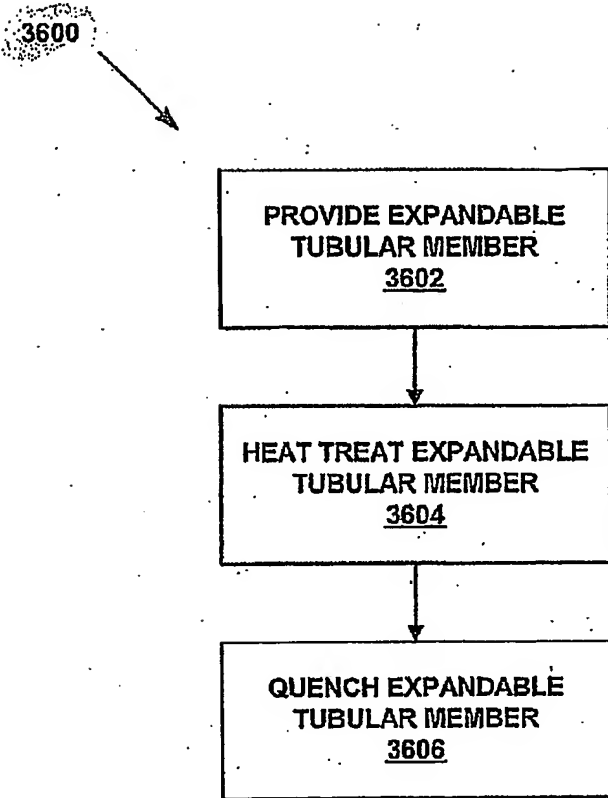 3600
PROVIDE EXPANDABLE
TUBULAR MEMBER
3602
HEAT TREAT EXPANDABLE
TUBULAR MEMBER
3604
QUENCH EXPANDABLE
TUBULAR MEMBER
3606